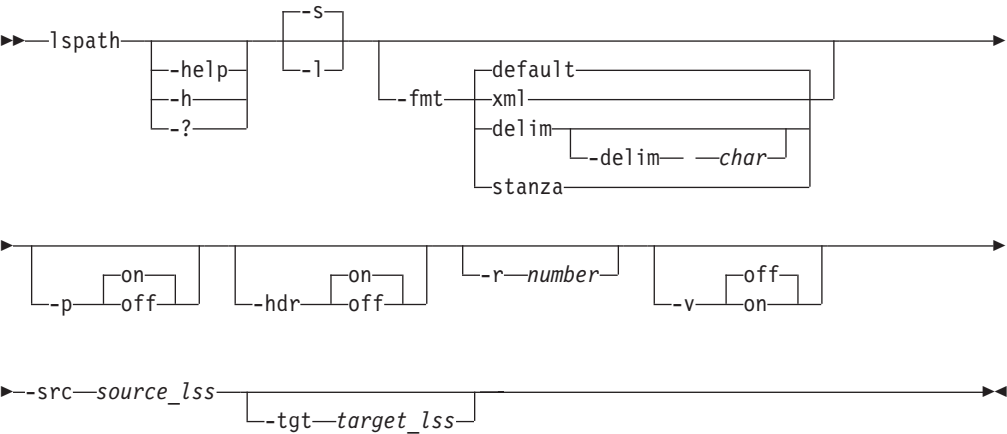 -s
lspath
-help
-l
default
-h
-fmt
xml
-?
delim
-delim char
stanza
on
on
off
-r number
-p
off
-hdr
off
-v
on
-src source_lss
-tgt target_lss